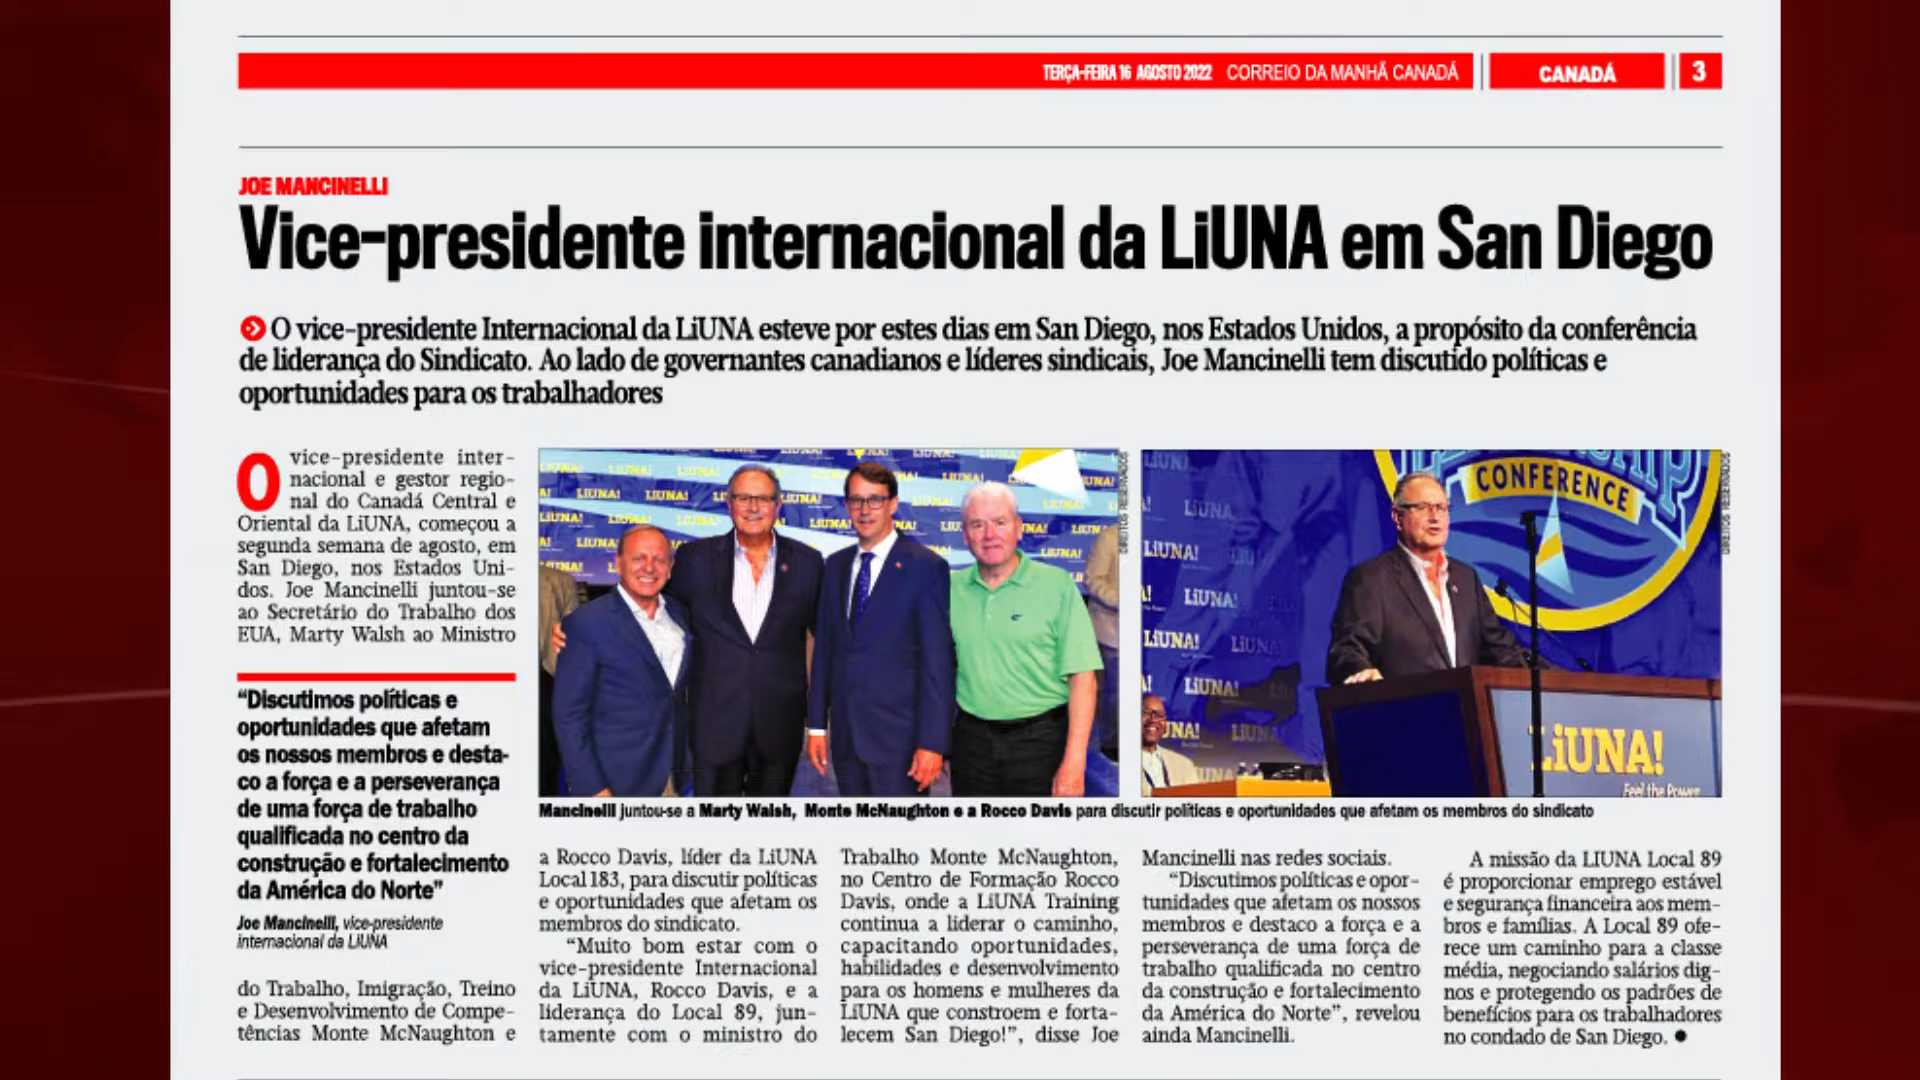 TERÇA-FEIRA 16 AGOSTO 2022 CORREIO DA MANHÃ CANADÁ CANADÁ 3
JOE MANCINELLI
Vice-presidente internacional da LiUNA em San Diego
O vice-presidente Internacional da LiUNA esteve por estes dias em San Diego, nos Estados Unidos, a propósito da conferência
de liderança do Sindicato. Ao lado de governantes canadianos e líderes sindicais, Joe Mancinelli tem discutido políticas e
oportunidades para os trabalhadores
O vice-presidente inter-
nacional e gestor regio-
nal do Canadá Central e
Oriental da LiUNA, começou a
segunda semana de agosto, em
San Diego, nos Estados Uni-
dos. Joe Mancinelli juntou-se
ao Secretário do Trabalho dos
EUA, Marty Walsh ao Ministro
"Discutimos políticas e
oportunidades que afetam
os nossos membros e desta-
co a força e a perseverança
de uma força de trabalho
qualificada no centro da
construção e fortalecimento
da América do Norte"
Joe Mancinelli, vice-presidente
internacional da LiUNA
do Trabalho, Imigração, Treino
e Desenvolvimento de Compe-
tências Monte McNaughton e
DIREITOS RESERVADOS
CONFERENCE
LiUNA!
Feel the Power
DIREITOS RESERVADOS
Mancinelli juntou-se a Marty Walsh, Monte McNaughton e a Rocco Davis para discutir políticas e oportunidades que afetam os membros do sindicato
a Rocco Davis, líder da LiUNA
Local 183, para discutir políticas
e oportunidades que afetam os
membros do sindicato.
"Muito bom estar com o
vice-presidente Internacional
da LiUNA, Rocco Davis, e a
liderança do Local 89, jun-
tamente com o ministro do
Trabalho Monte McNaughton,
no Centro de Formação Rocco
Davis, onde a LiUNA Training
continua a liderar o caminho,
capacitando oportunidades,
habilidades e desenvolvimento
para os homens e mulheres da
LiUNA que constroem e forta-
lecem San Diego!", disse Joe
Mancinelli nas redes sociais.
"Discutimos políticas e opor-
tunidades que afetam os nossos
membros e destaco a força e a
perseverança de uma força de
trabalho qualificada no centro
da construção e fortalecimento
da América do Norte", revelou
ainda Mancinelli.
A missão da LIUNA Local 89
é proporcionar emprego estável
e segurança financeira aos mem-
bros e famílias. A Local 89 ofe-
rece um caminho para a classe
média, negociando salários dig-
nos e protegendo os padrões de
benefícios para os trabalhadores
no condado de San Diego.